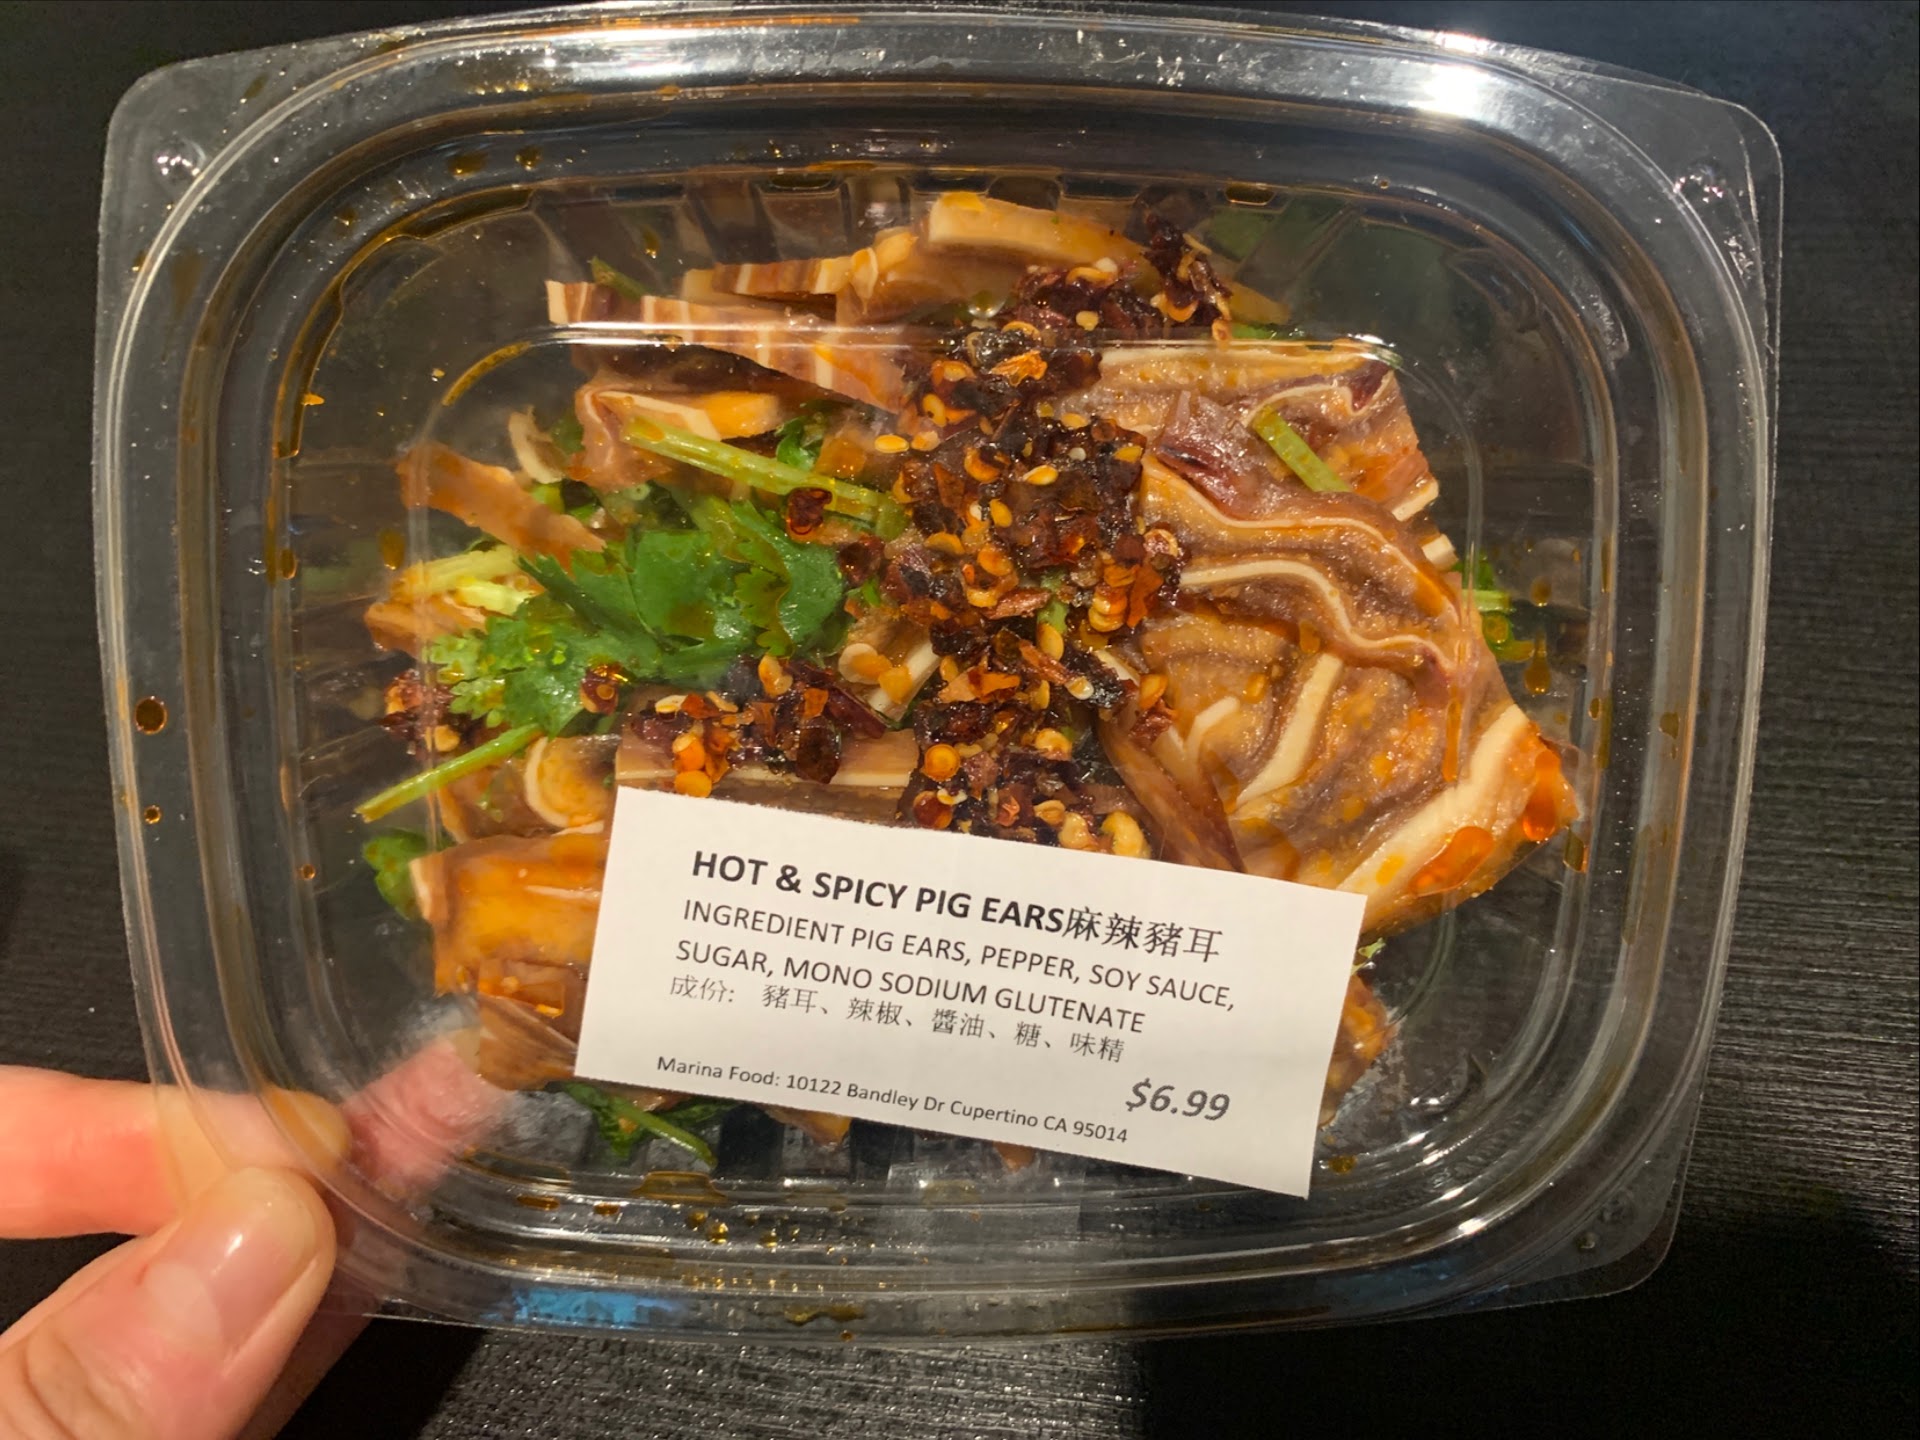 HOT & SPICY PIG EARS麻辣豬耳
INGREDIENT PIG EARS, PEPPER, SOY SAUCE,
SUGAR, MONO SODIUM GLUTENATE
成份: 豬耳、辣椒、醬油、糖、味精
$6.99
Marina Food: 10122 Bandley Dr Cupertino CA 95014